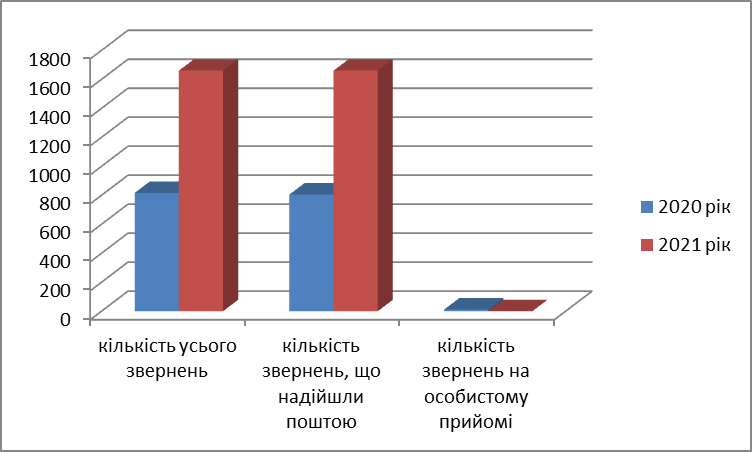 1800
1600
1400
1200
1000
800
600
400
200
0
кількість усього
звернень
кількість
звернень, що
надійшли
поштою
кількість
звернень на
особистому
прийомі
2020 рік
2021 рік